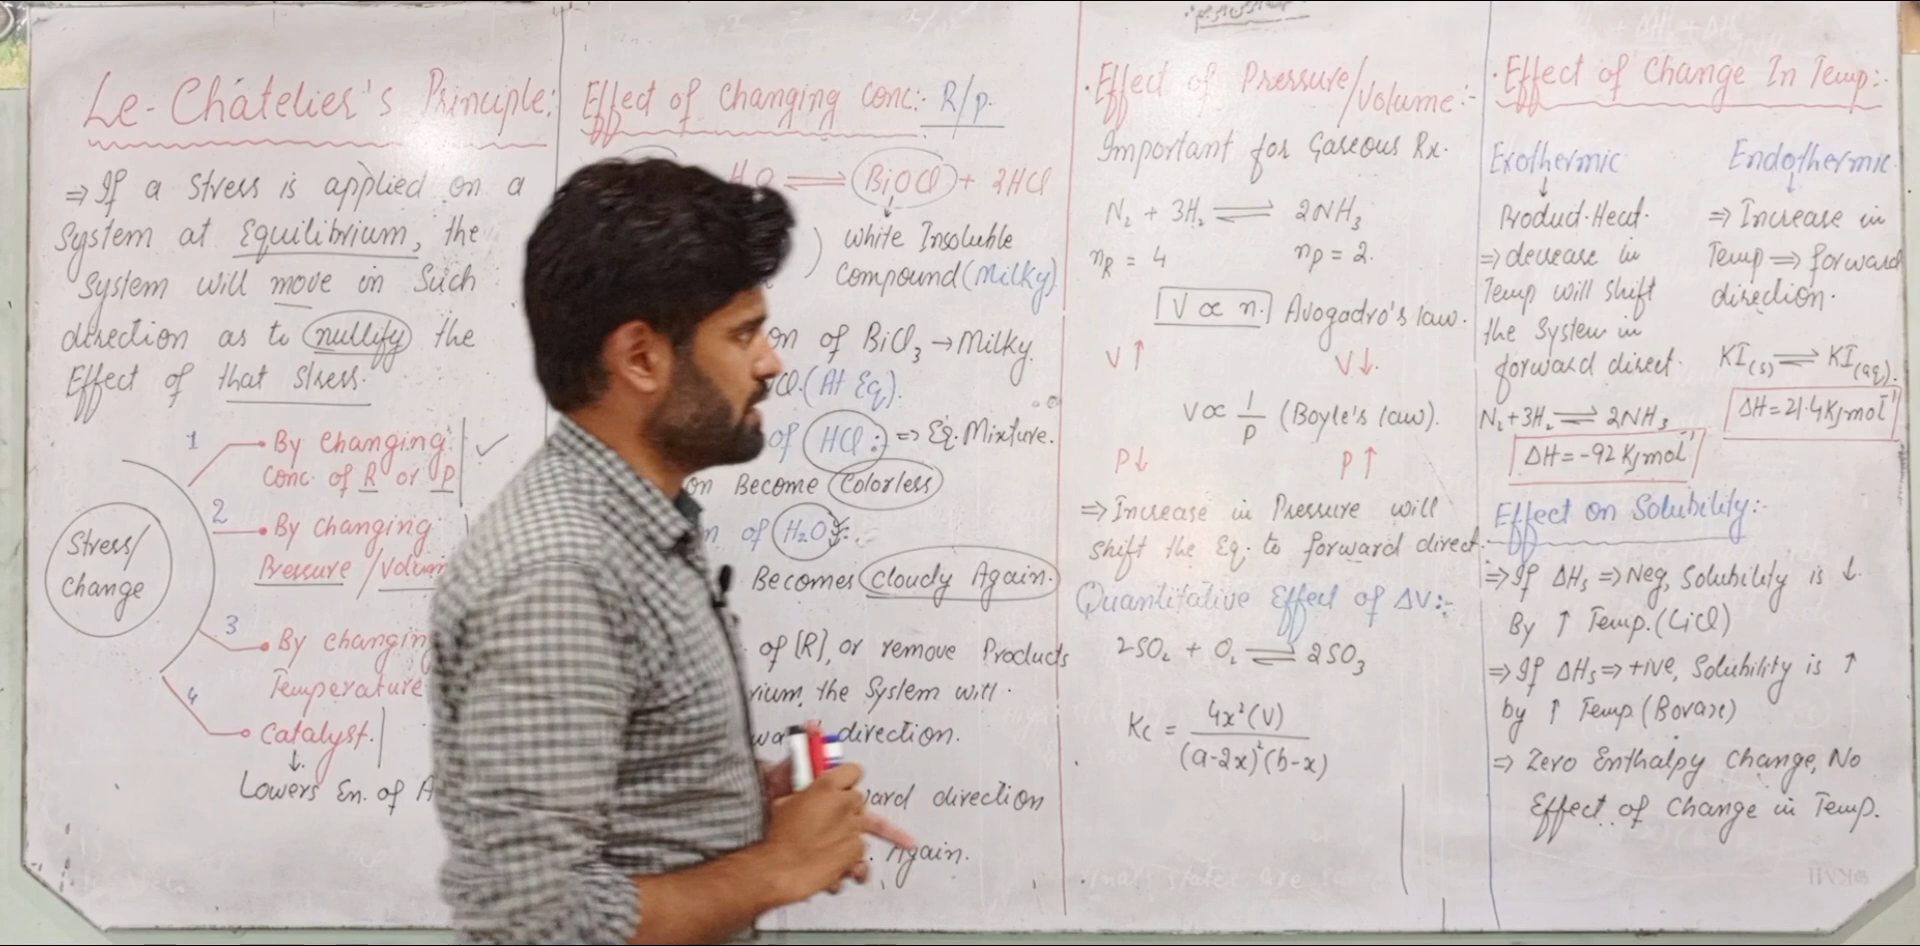 Le-Chatelier's Principle:
⇒ If a Stress is applied on a
System at Equilibrium, the
System will move in Such
direction as to nullify the
Effect of that stress.
Stress/
Change
1 By changing
Conc. of R or P
2 By changing
Pressure / Volum
3 By changing
Temperature
4 Catalyst.
↓
Lowers En. of A
Effect of Changing Conc:- R/P.
H2O ⇌ BiOCl + 2HCl
↓
White Insoluble
Compound (Milky)
on of BiCl3 → Milky.
(At Eq).
of HCl:) ⇒ Eq. Mixture.
on Become Colorless
n of H2O:-
Becomes Cloudy Again.
of [R], or remove Products
rium, the System will
direction.
ard direction
Again.
Effect of Pressure/Volume:-
Important for Gaseous Rx.
N2 + 3H2 ⇌ 2NH3
nR = 4 nP = 2.
V ∝ n. Avogadro's law.
V↑ V↓.
V ∝ 1/P (Boyle's law).
P↓ P↑
⇒ Increase in Pressure will
shift the Eq. to forward direct.
Quantitative Effect of ΔV:-
2SO2 + O2 ⇌ 2SO3
Kc = 4x²(V) / (a-2x)²(b-x)
Effect of Change In Temp:-
Exothermic
↓
Product-Heat.
⇒ decrease in
Temp will shift
the System in
forward direct.
N2+3H2 ⇌ 2NH3
ΔH = -92 KJmol⁻¹
Endothermic
↓
⇒ Increase in
Temp ⇒ forward
direction.
KI(s) ⇌ KI(aq).
ΔH = 21.4KJmol⁻¹
Effect on Solubility:-
⇒ If ΔHs ⇒ Neg, Solubility is ↓
By ↑ Temp. (LiCl)
⇒ If ΔHs ⇒ +ive, Solubility is ↑
by ↑ Temp (Borax)
⇒ Zero Enthalpy Change, No
Effect of Change in Temp.